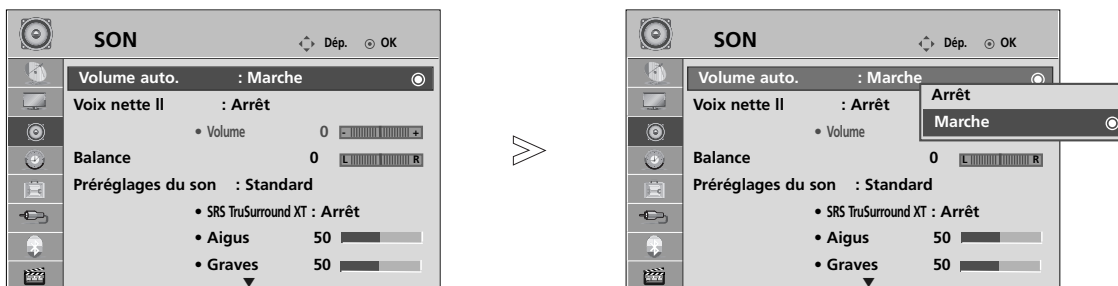 SON Dép. OK
Volume auto. : Marche
Voix nette II : Arrêt
• Volume 0 - +
Balance 0 L R
Préréglages du son : Standard
• SRS TruSurround XT : Arrêt
• Aigus 50
• Graves 50
SON Dép. OK
Volume auto. : Marche
Arrêt
Marche
Voix nette II : Arrêt
• Volume
Balance 0 L R
Préréglages du son : Standard
• SRS TruSurround XT : Arrêt
• Aigus 50
• Graves 50